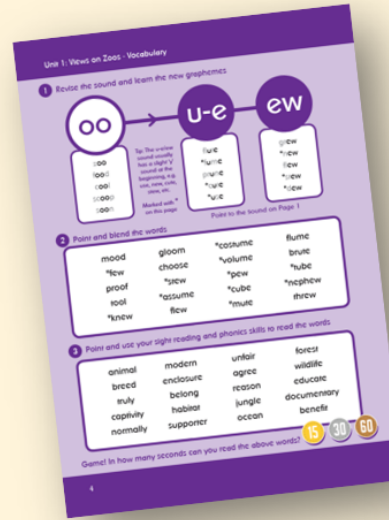 Unit 1: Views on Zoos - Vocabulary
1 Revise the sound and learn the new graphemes
oo
u-e
ew
zoo
food
cool
scoop
soon
Tip: The u-e/ew
sound usually
has a slight 'y'
sound at the
beginning, e.g.
use, new, cute,
stew, etc.
Marked with *
on this page
flute
*fume
prune
*cute
*use
grew
*new
flew
*stew
*dew
Point to the sound on Page 1
2 Point and blend the words
mood gloom *costume flume
*few choose *volume brute
proof *stew *pew *tube
tool *assume *cube *nephew
*knew flew *mute threw
3 Point and use your sight reading and phonics skills to read the words
animal modern unfair forest
breed enclosure agree wildlife
truly belong reason educate
captivity habitat jungle documentary
normally supporter ocean benefit
Game! In how many seconds can you read the above words? 15 30 60
4